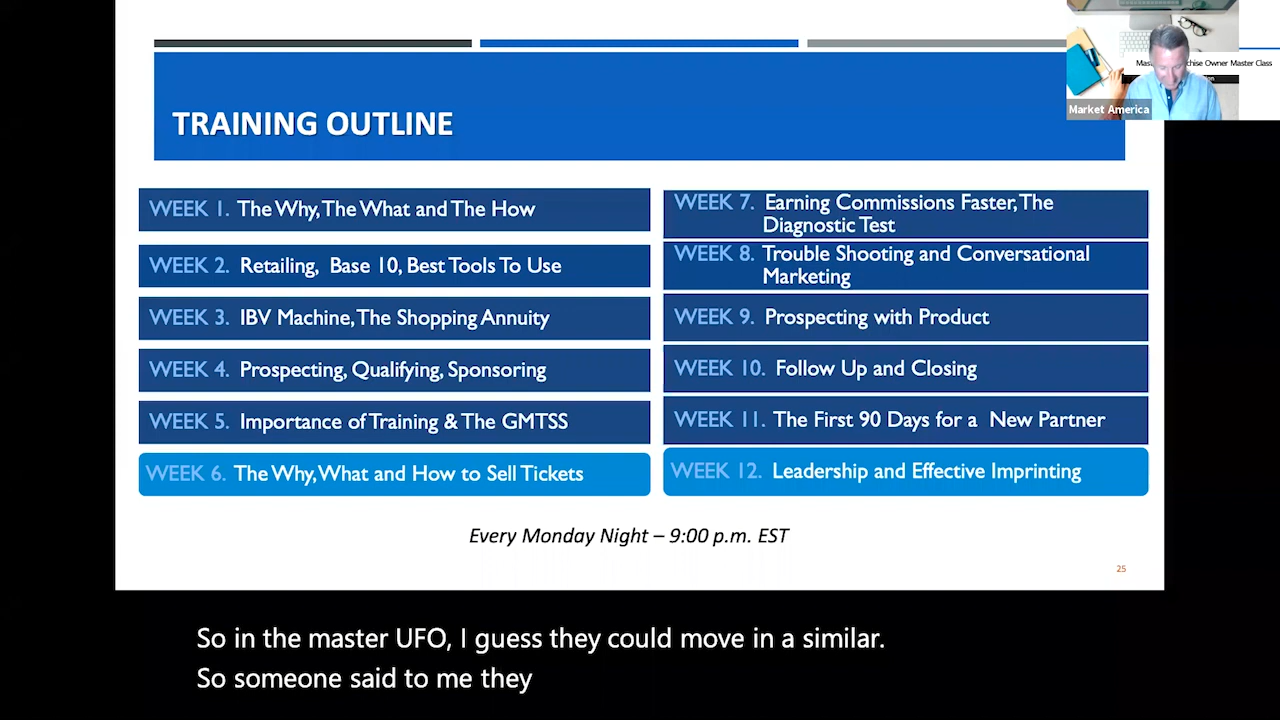 TRAINING OUTLINE
Market America
chise Owner Master Class
WEEK 1. The Why, The What and The How
WEEK 2. Retailing, Base 10, Best Tools To Use
WEEK 3. IBV Machine, The Shopping Annuity
WEEK 4. Prospecting, Qualifying, Sponsoring
WEEK 5. Importance of Training & The GMTSS
WEEK 6. The Why, What and How to Sell Tickets
WEEK 7. Earning Commissions Faster, The
Diagnostic Test
WEEK 8. Trouble Shooting and Conversational
Marketing
WEEK 9. Prospecting with Product
WEEK 10. Follow Up and Closing
WEEK 11. The First 90 Days for a New Partner
WEEK 12. Leadership and Effective Imprinting
Every Monday Night – 9:00 p.m. EST
25
So in the master UFO, I guess they could move in a similar.
So someone said to me they